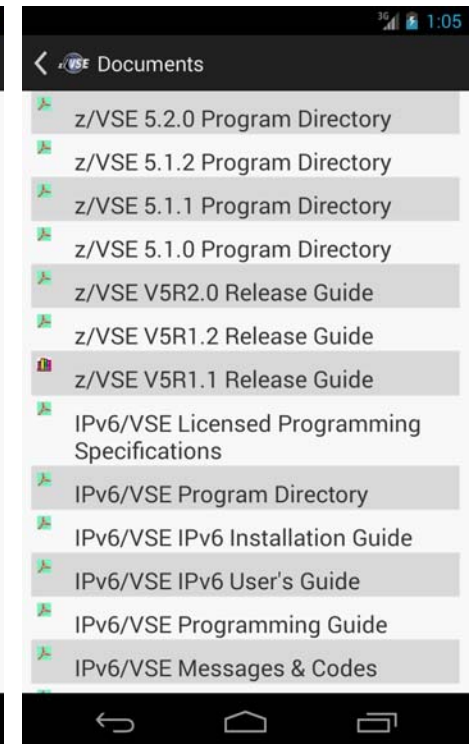 3G 1:05
z/VSE Documents
z/VSE 5.2.0 Program Directory
z/VSE 5.1.2 Program Directory
z/VSE 5.1.1 Program Directory
z/VSE 5.1.0 Program Directory
z/VSE V5R2.0 Release Guide
z/VSE V5R1.2 Release Guide
z/VSE V5R1.1 Release Guide
IPv6/VSE Licensed Programming
Specifications
IPv6/VSE Program Directory
IPv6/VSE IPv6 Installation Guide
IPv6/VSE IPv6 User's Guide
IPv6/VSE Programming Guide
IPv6/VSE Messages & Codes